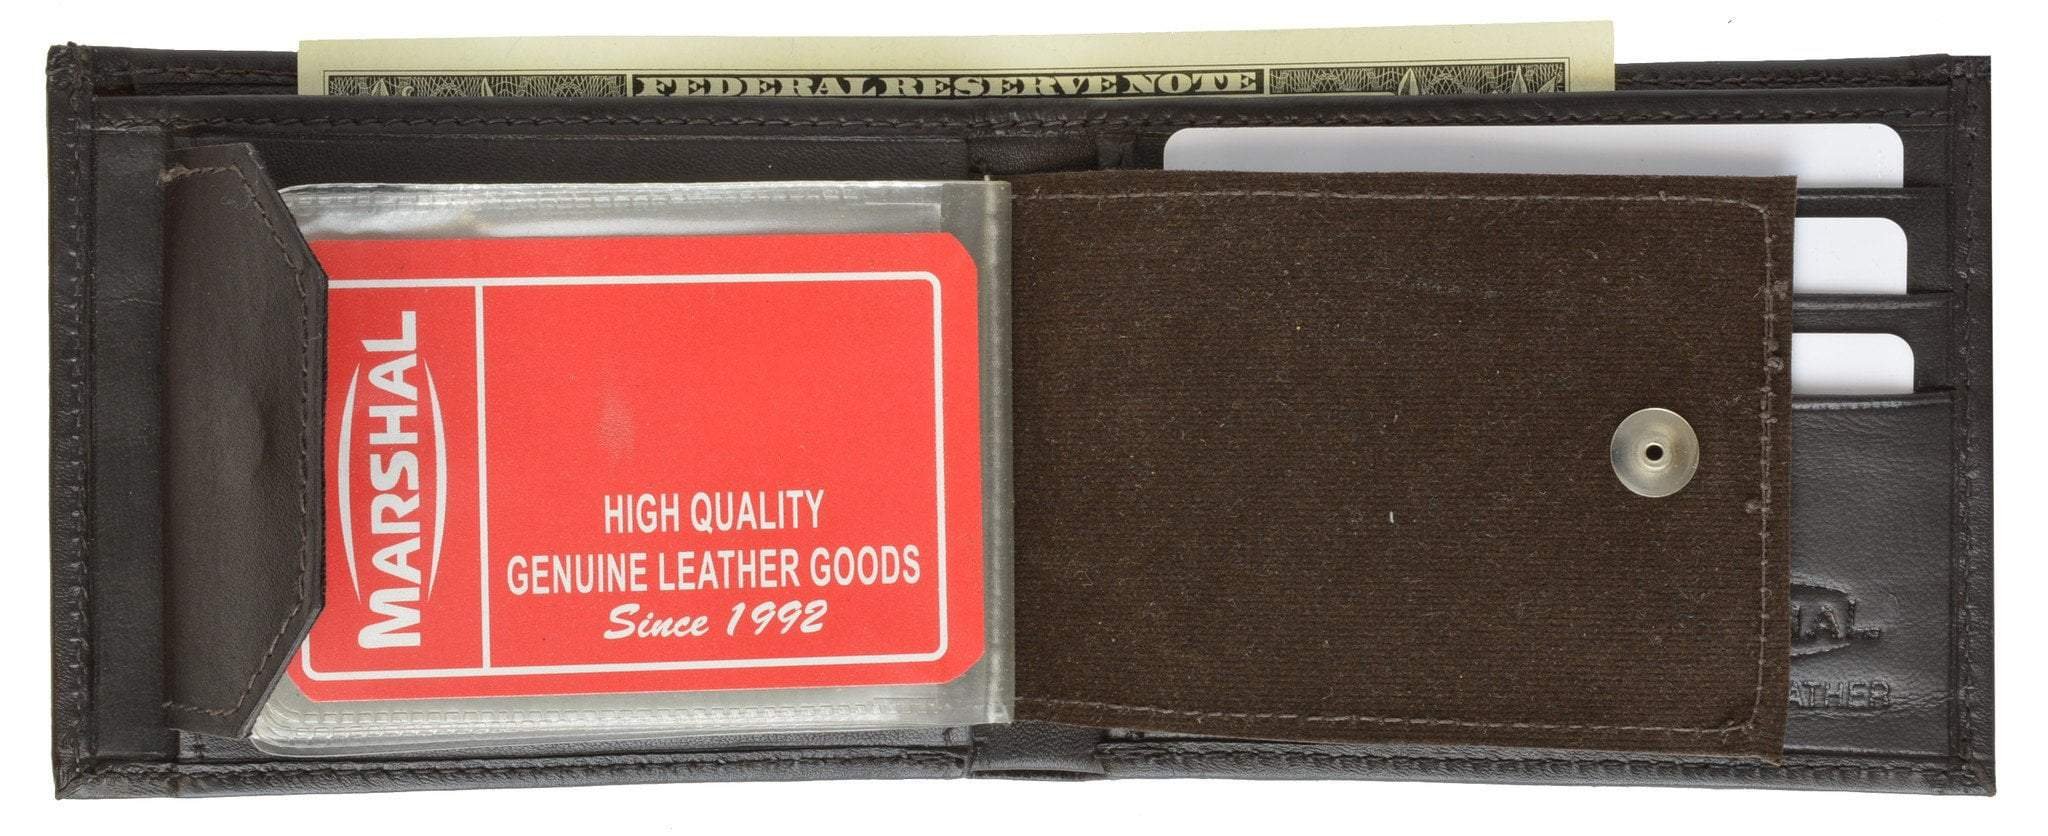 FEDERAL RESERVE NOTE
MARSHAL
HIGH QUALITY
GENUINE LEATHER GOODS
Since 1992